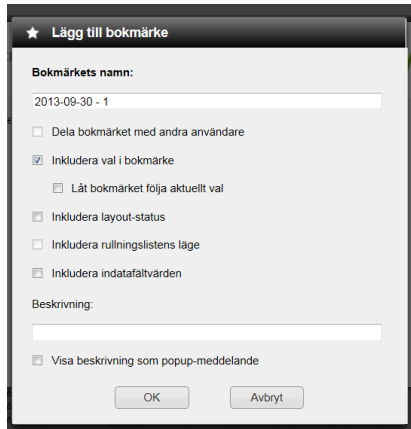 Lägg till bokmärke
Bokmärkets namn:
2013-09-30 - 1
Dela bokmärket med andra användare
Inkludera val i bokmärke
Låt bokmärket följa aktuellt val
Inkludera layout-status
Inkludera rullningslistens läge
Inkludera indatafältvärden
Beskrivning:
Visa beskrivning som popup-meddelande
OK
Avbryt